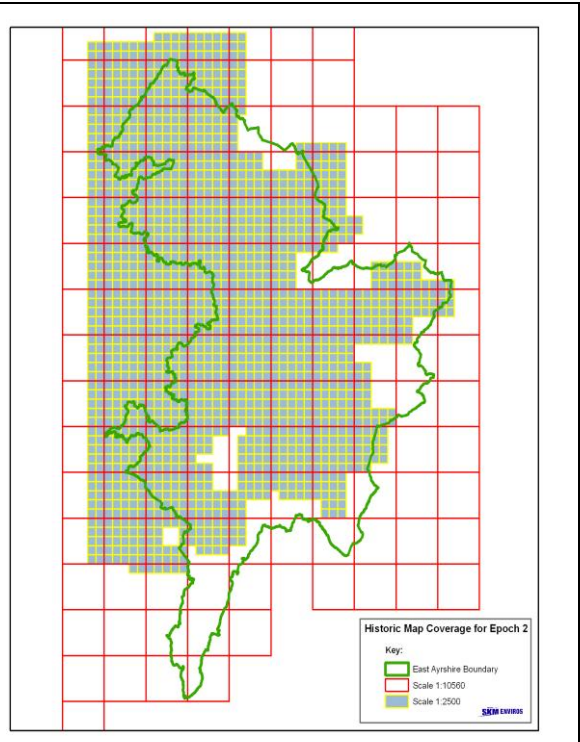 Historic Map Coverage for Epoch 2
Key:
East Ayrshire Boundary
Scale 1:10560
Scale 1:2500
SKM ENVIROS